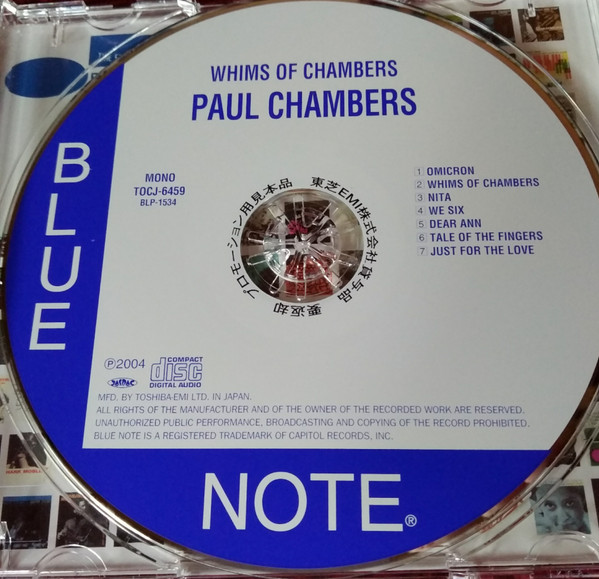 WHIMS OF CHAMBERS
PAUL CHAMBERS
BLUE
MONO
TOCJ-6459
BLP-1534
1 OMICRON
2 WHIMS OF CHAMBERS
3 NITA
4 WE SIX
5 DEAR ANN
6 TALE OF THE FINGERS
7 JUST FOR THE LOVE
プロモーション用見本品 東芝EMI株式会社貸与品 要返却
Ⓟ2004
COMPACT
disc
DIGITAL AUDIO
MFD. BY TOSHIBA-EMI LTD. IN JAPAN.
ALL RIGHTS OF THE MANUFACTURER AND OF THE OWNER OF THE RECORDED WORK ARE RESERVED.
UNAUTHORIZED PUBLIC PERFORMANCE, BROADCASTING AND COPYING OF THE RECORD PROHIBITED.
BLUE NOTE IS A REGISTERED TRADEMARK OF CAPITOL RECORDS, INC.
NOTE®